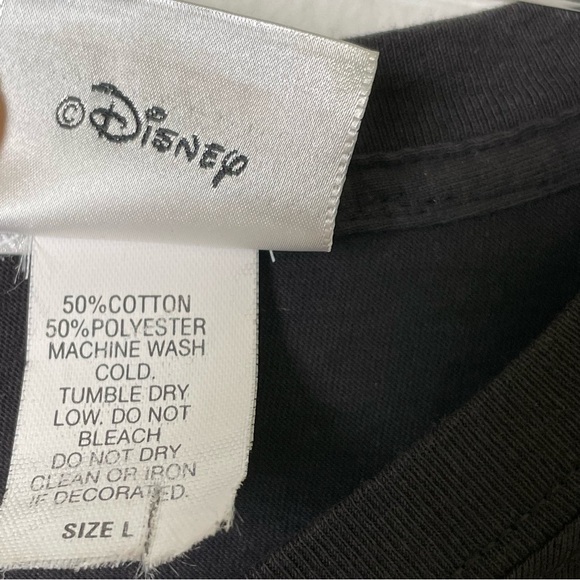 ©Disney
50%COTTON
50%POLYESTER
MACHINE WASH
COLD.
TUMBLE DRY
LOW. DO NOT
BLEACH
DO NOT DRY
CLEAN OR IRON
IF DECORATED.
SIZE L